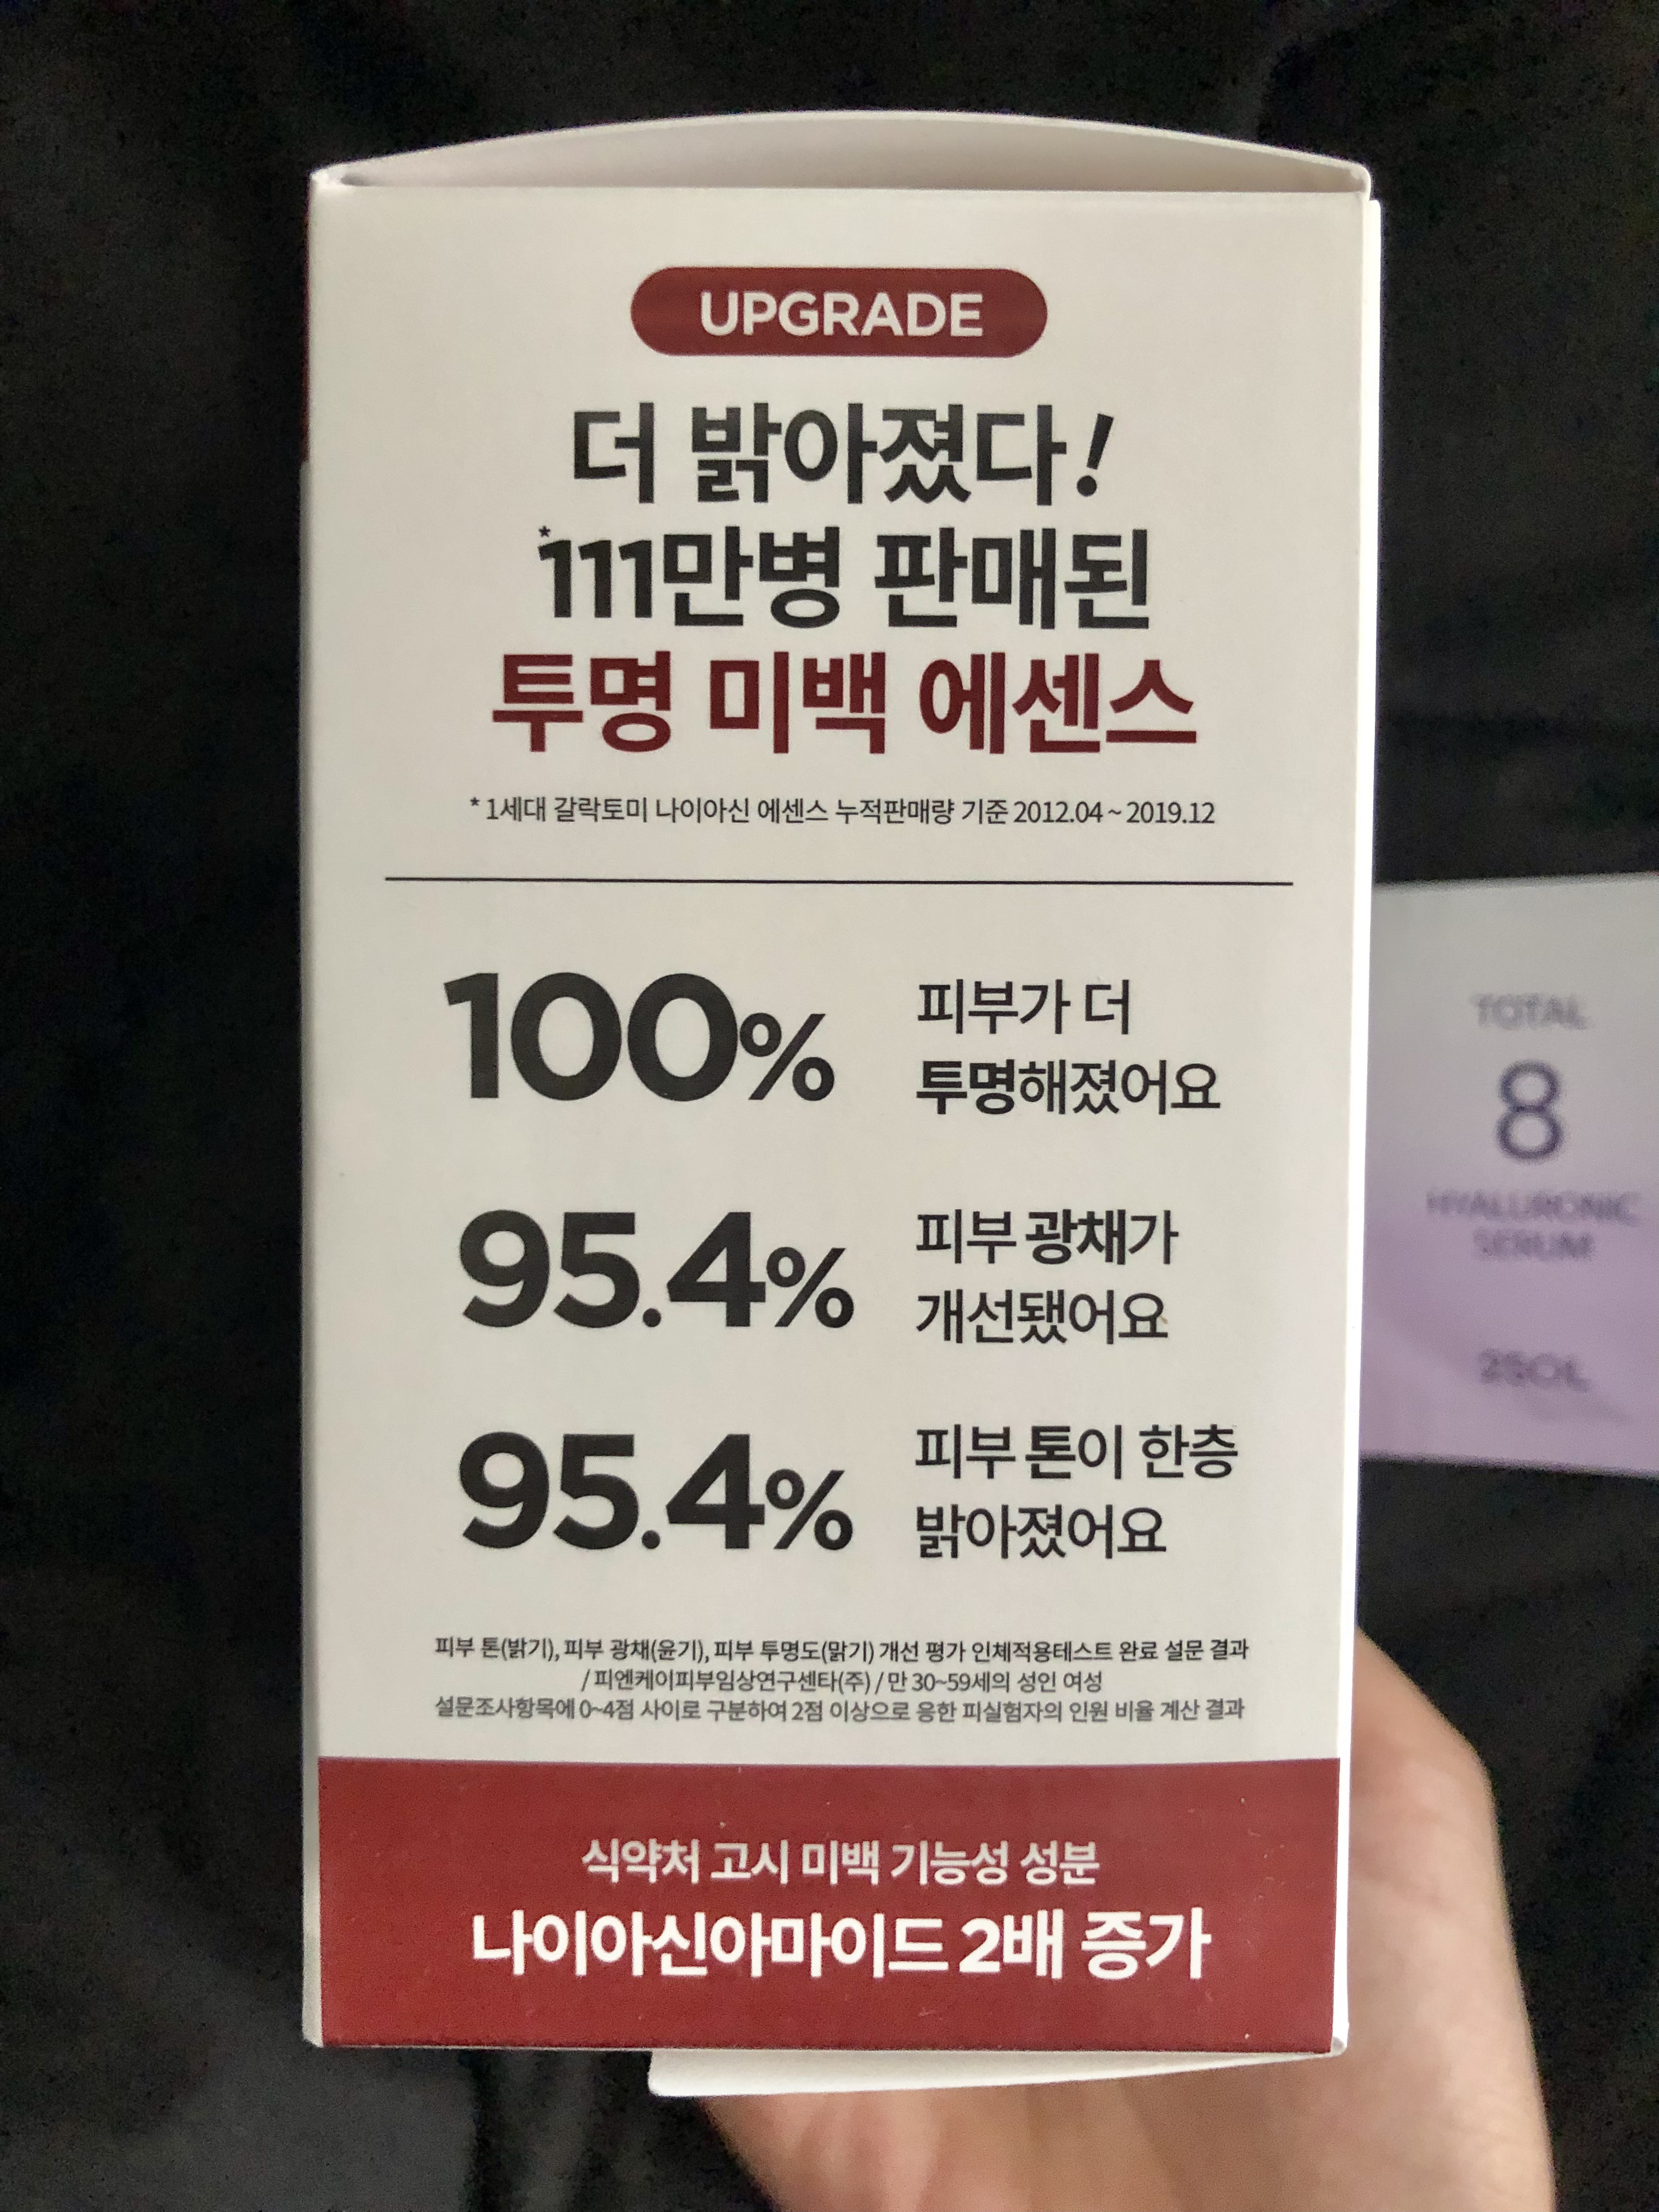 UPGRADE
더 밝아졌다!
*111만병 판매된
투명 미백 에센스
* 1세대 갈락토미 나이아신 에센스 누적판매량 기준 2012.04 ~ 2019.12
100% 피부가 더
투명해졌어요
95.4% 피부 광채가
개선됐어요
95.4% 피부 톤이 한층
밝아졌어요
피부 톤(밝기), 피부 광채(윤기), 피부 투명도(맑기) 개선 평가 인체적용테스트 완료 설문 결과
/ 피엔케이피부임상연구센타(주) / 만 30~59세의 성인 여성
설문조사항목에 0~4점 사이로 구분하여 2점 이상으로 응한 피실험자의 인원 비율 계산 결과
식약처 고시 미백 기능성 성분
나이아신아마이드 2배 증가
TOTAL
8
HYALURONIC
SERUM